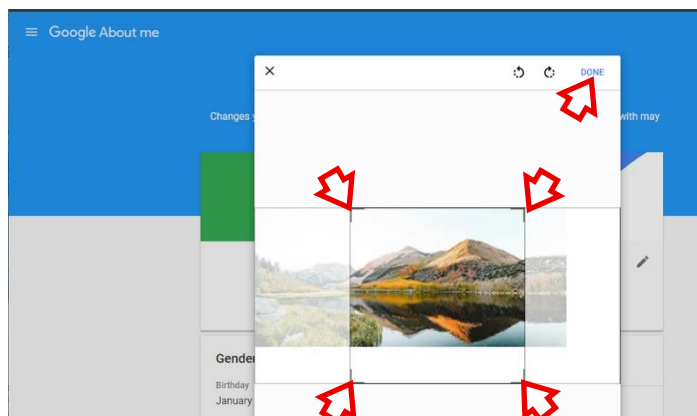 Google About me
DONE
Changes
with may
Gender
Birthday
January